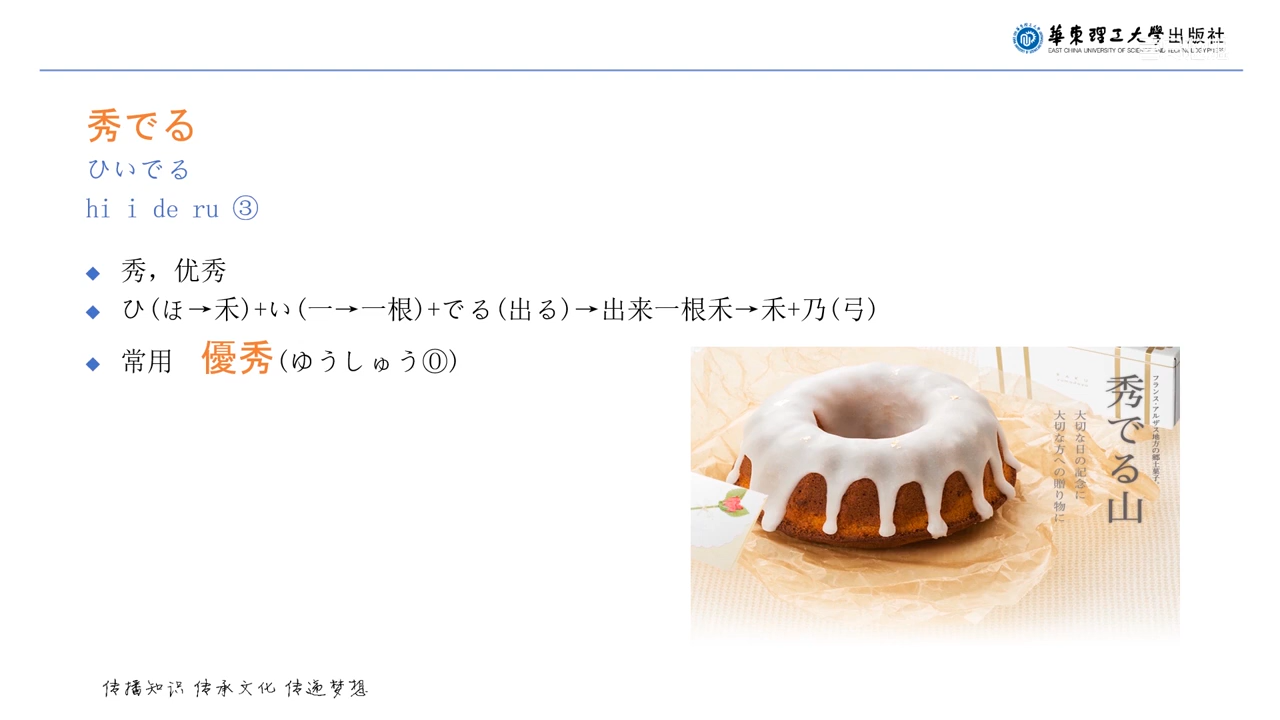 華東理工大學出版社
秀でる
ひいでる
hi i de ru ③
◆ 秀，优秀
◆ ひ(ほ→禾)+い(一→一根)+でる(出る)→出来一根禾→禾+乃(弓)
◆ 常用 優秀(ゆうしゅう⓪)
フランス・アルザス地方の郷土菓子。
秀でる山
大切な日の記念に
大切な方への贈り物に
传播知识 传承文化 传递梦想